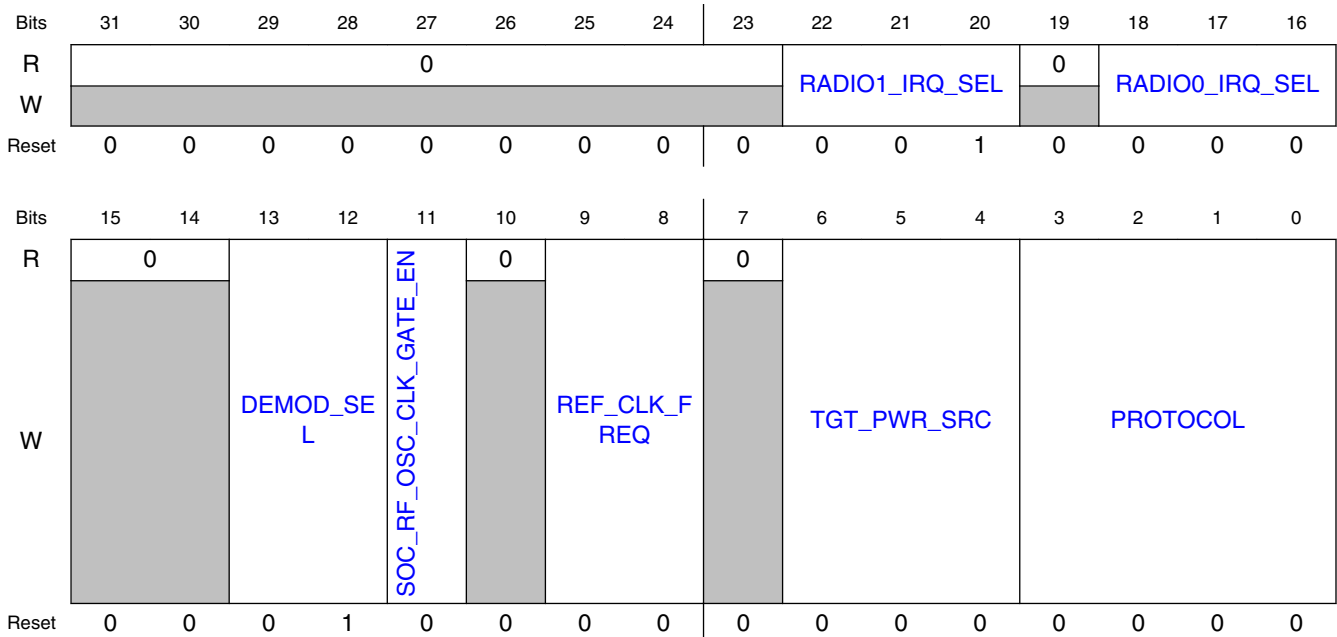 Bits 31 30 29 28 27 26 25 24 23 22 21 20 19 18 17 16
R 0 RADIO1_IRQ_SEL 0 RADIO0_IRQ_SEL
W
Reset 0 0 0 0 0 0 0 0 0 0 0 1 0 0 0 0
Bits 15 14 13 12 11 10 9 8 7 6 5 4 3 2 1 0
R 0 0 0
W
DEMOD_SE
L
SOC_RF_OSC_CLK_GATE_EN
REF_CLK_F
REQ
TGT_PWR_SRC
PROTOCOL
Reset 0 0 0 1 0 0 0 0 0 0 0 0 0 0 0 0